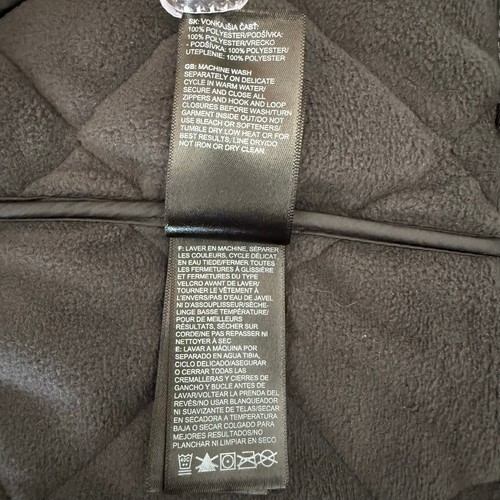 SK: VONKAJŠIA ČASŤ:
100% POLYESTER/PODŠÍVKA:
100% POLYESTER/VRECKO
- PODŠÍVKA: 100% POLYESTER/
UTEPLENIE: 100% POLYESTER
GB: MACHINE WASH
SEPARATELY ON DELICATE
CYCLE IN WARM WATER/
SECURE AND CLOSE ALL
ZIPPERS AND HOOK AND LOOP
CLOSURES BEFORE WASH/TURN
GARMENT INSIDE OUT/DO NOT
USE BLEACH OR SOFTENERS/
TUMBLE DRY LOW HEAT OR FOR
BEST RESULTS, LINE DRY/DO
NOT IRON OR DRY CLEAN.
F: LAVER EN MACHINE, SÉPARER
LES COULEURS, CYCLE DÉLICAT,
EN EAU TIEDE/FERMER TOUTES
LES FERMETURES À GLISSIÈRE
ET FERMETURES DU TYPE
VELCRO AVANT DE LAVER/
TOURNER LE VÊTEMENT À
L'ENVERS/PAS D'EAU DE JAVEL
NI D'ASSOUPLISSEUR/SÈCHE-
LINGE BASSE TEMPÉRATURE/
POUR DE MEILLEURS
RÉSULTATS, SÉCHER SUR
CORDE/NE PAS REPASSER NI
NETTOYER À SEC
E: LAVAR A MÁQUINA POR
SEPARADO EN AGUA TIBIA,
CICLO DELICADO/ASEGURAR
O CERRAR TODAS LAS
CREMALLERAS Y CIERRES DE
GANCHO Y BUCLE ANTES DE
LAVAR/VOLTEAR LA PRENDA DEL
REVÉS/NO USAR BLANQUEADOR
NI SUAVIZANTE DE TELAS/SECAR
EN SECADORA A TEMPERATURA
BAJA O SECAR COLGADO PARA
MEJORES RESULTADOS/NO
PLANCHAR NI LIMPIAR EN SECO